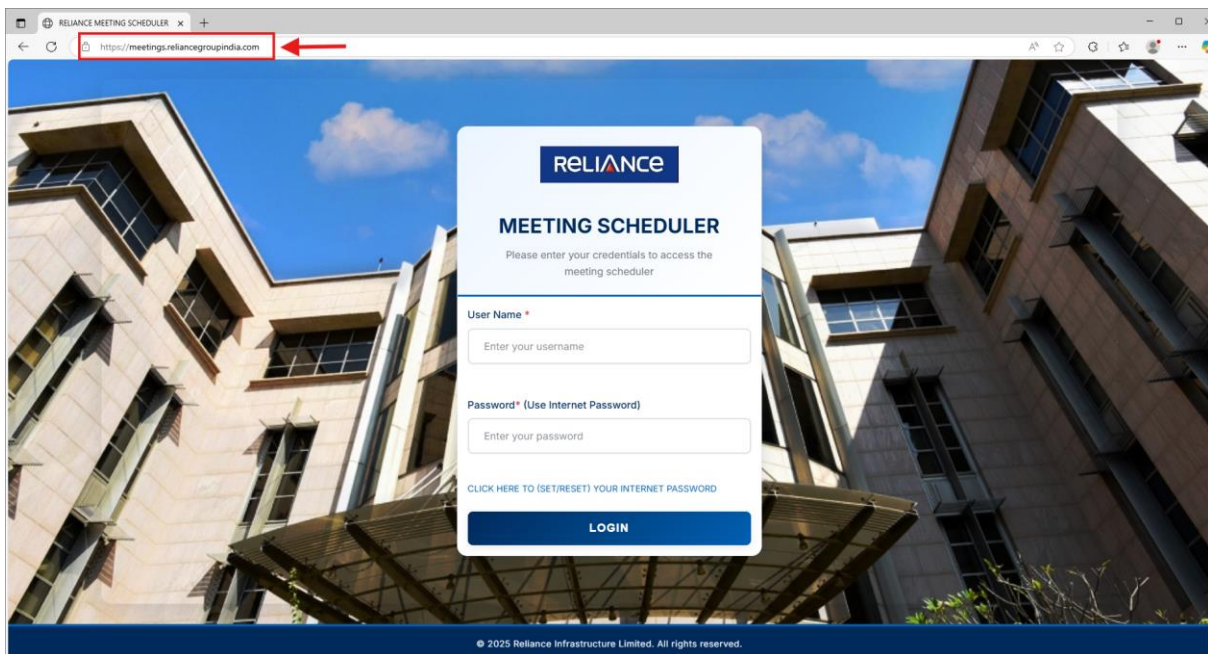 RELIANCE MEETING SCHEDULER
https://meetings.reliancegroupindia.com
RELIANCE
MEETING SCHEDULER
Please enter your credentials to access the
meeting scheduler
User Name *
Enter your username
Password* (Use Internet Password)
Enter your password
CLICK HERE TO (SET/RESET) YOUR INTERNET PASSWORD
LOGIN
© 2025 Reliance Infrastructure Limited. All rights reserved.